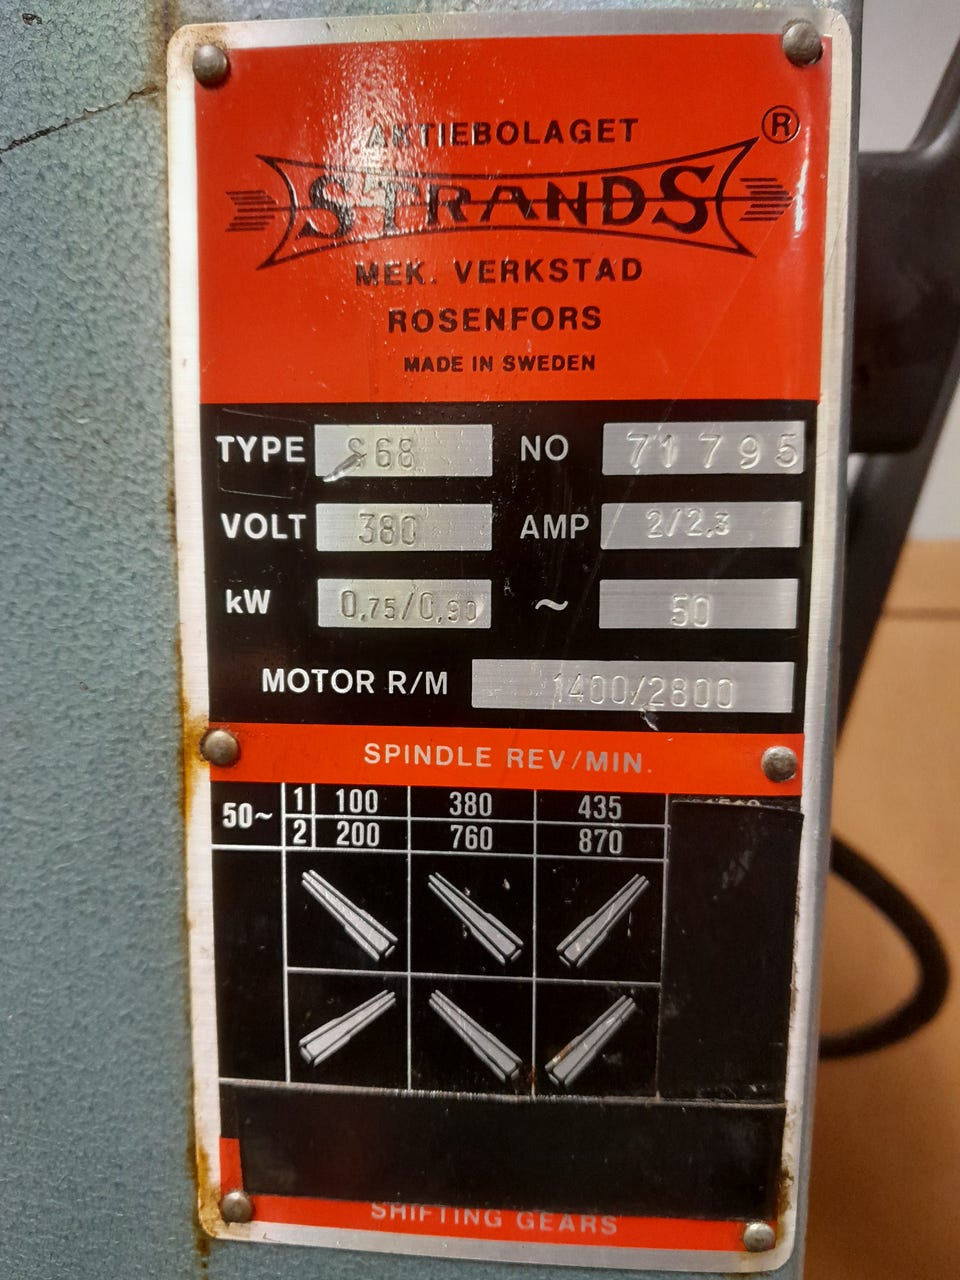 AKTIEBOLAGET ®
STRANDS
MEK. VERKSTAD
ROSENFORS
MADE IN SWEDEN
TYPE S68 NO 71795
VOLT 380 AMP 2/2,3
kW 0,75/0,90 ~ 50
MOTOR R/M 1400/2800
SPINDLE REV/MIN.
50~ 1 100 380 435
2 200 760 870
SHIFTING GEARS